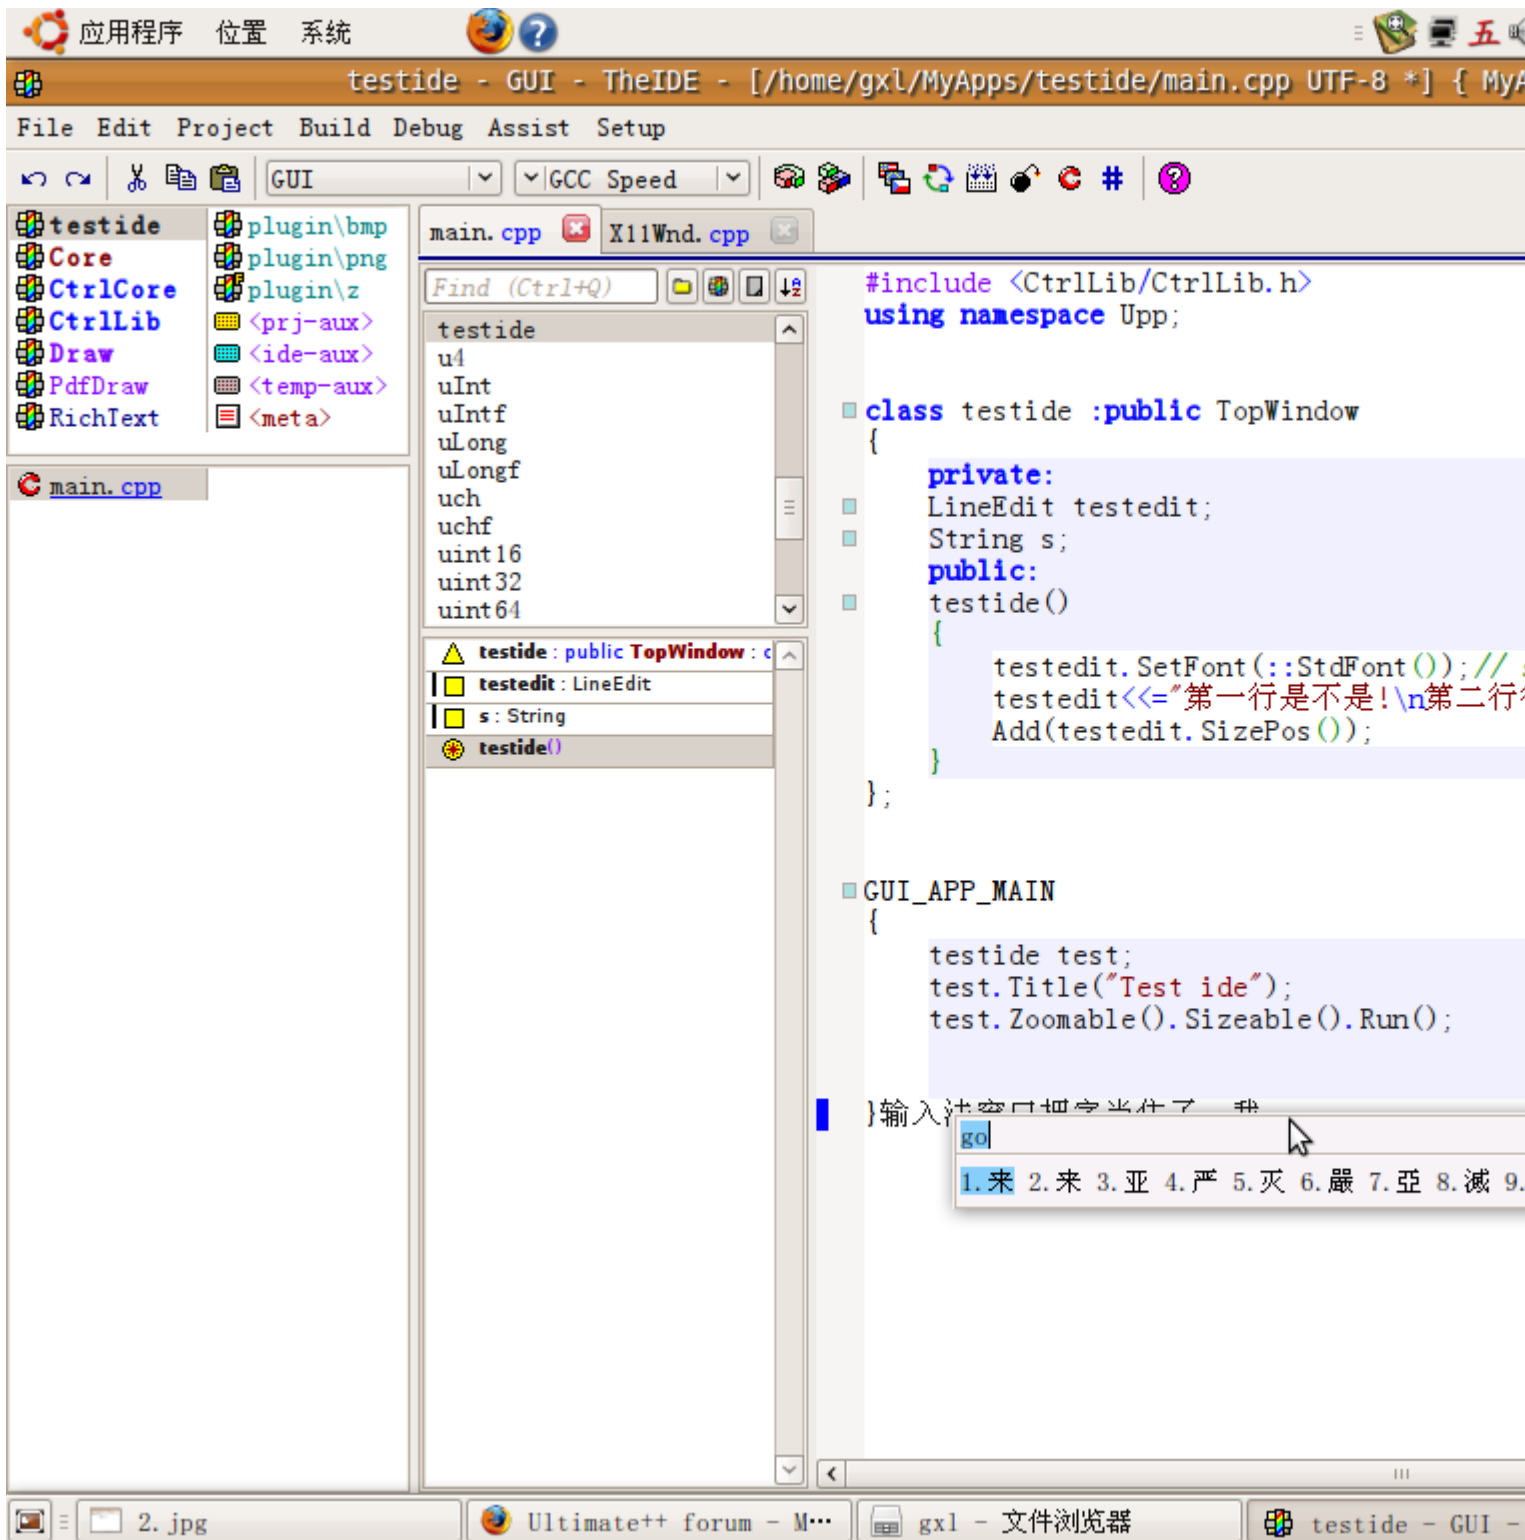 应用程序 位置 系统 五
testide - GUI - TheIDE - [/home/gxl/MyApps/testide/main.cpp UTF-8 *] {
File Edit Project Build Debug Assist Setup
GUI GCC Speed
testide
Core
CtrlCore
CtrlLib
Draw
PdfDraw
RichText
plugin\bmp
plugin\png
plugin\z
<prj-aux>
<ide-aux>
<temp-aux>
<meta>
main.cpp
main.cpp X11Wnd.cpp
Find (Ctrl+Q)
testide
u4
uInt
uIntf
uLong
uLongf
uch
uchf
uint16
uint32
uint64
testide : public TopWindow :
testedit : LineEdit
s : String
testide()
#include <CtrlLib/CtrlLib.h>
using namespace Upp;
class testide :public TopWindow
{
private:
LineEdit testedit;
String s;
public:
testide()
{
testedit.SetFont(::StdFont());//
testedit<<="第一行是不是!\n第二行
Add(testedit.SizePos());
}
};
GUI_APP_MAIN
{
testide test;
test.Title("Test ide");
test.Zoomable().Sizeable().Run();
}输入
go
1.来 2.来 3.亚 4.严 5.灭 6.嚴 7.亞 8.滅 9.
2.jpg Ultimate++ forum - M… gxl - 文件浏览器 testide - GUI -